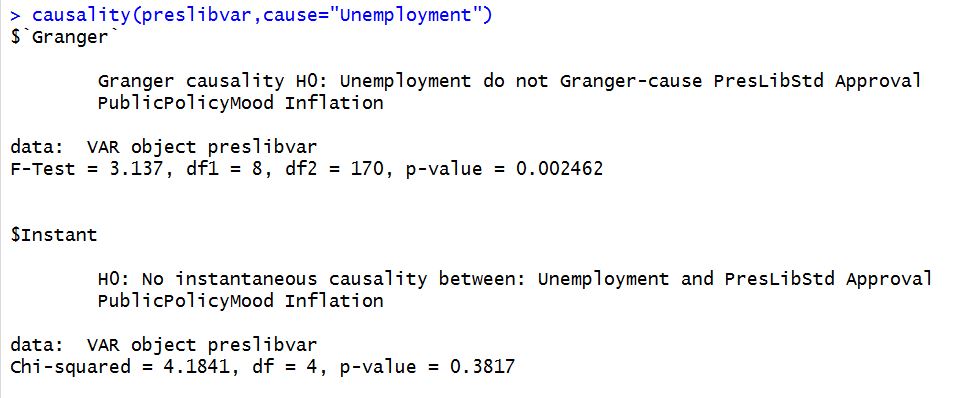 > causality(preslibvar,cause="Unemployment")
$`Granger`
Granger causality H0: Unemployment do not Granger-cause PresLibStd Approval
PublicPolicyMood Inflation
data:  VAR object preslibvar
F-Test = 3.137, df1 = 8, df2 = 170, p-value = 0.002462
$Instant
H0: No instantaneous causality between: Unemployment and PresLibStd Approval
PublicPolicyMood Inflation
data:  VAR object preslibvar
Chi-squared = 4.1841, df = 4, p-value = 0.3817